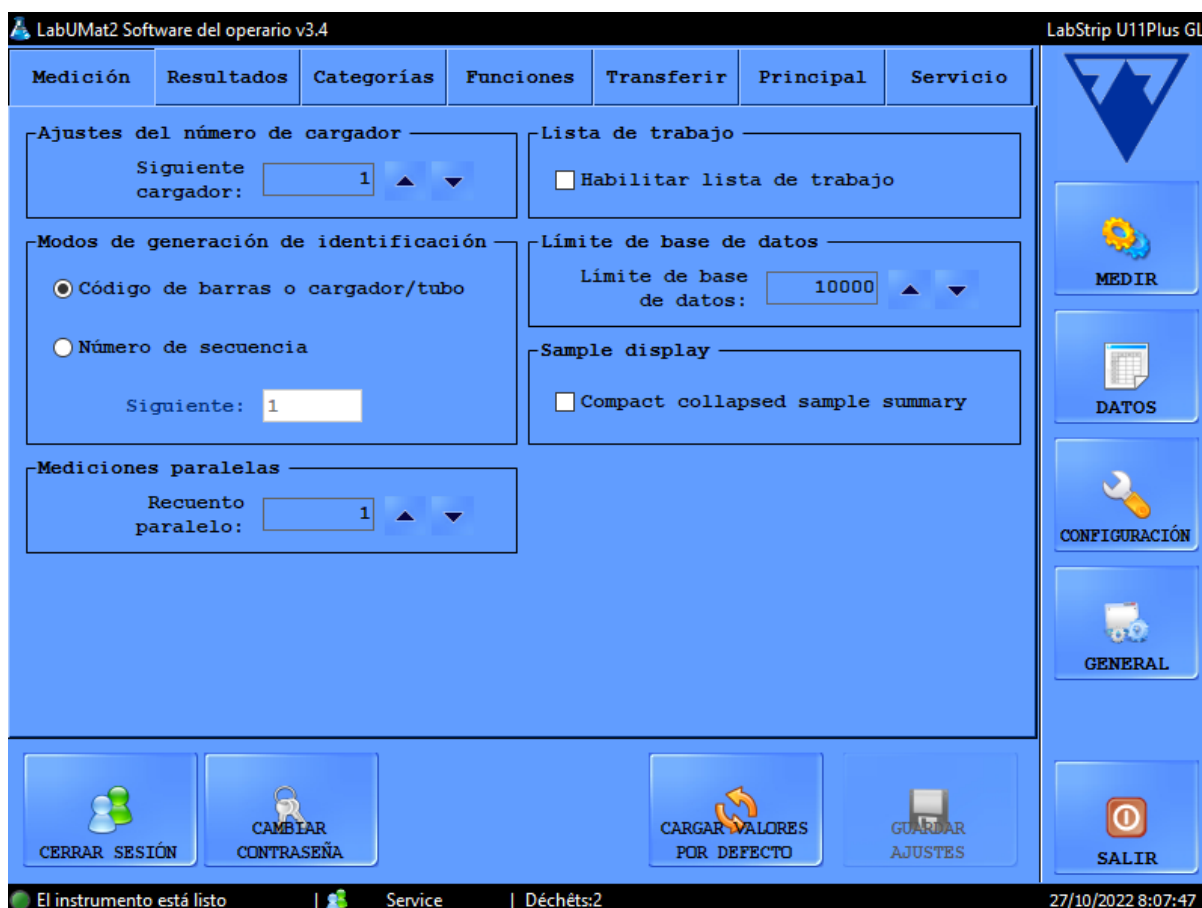 LabUMat2 Software del operario v3.4
LabStrip U11Plus GL
Medición
Resultados
Categorías
Funciones
Transferir
Principal
Servicio
Ajustes del número de cargador
Siguiente
cargador:
1
Modos de generación de identificación
Código de barras o cargador/tubo
Número de secuencia
Siguiente:
1
Mediciones paralelas
Recuento
paralelo:
1
Lista de trabajo
Habilitar lista de trabajo
Límite de base de datos
Límite de base
de datos:
10000
Sample display
Compact collapsed sample summary
MEDIR
DATOS
CONFIGURACIÓN
GENERAL
SALIR
CERRAR SESIÓN
CAMBIAR
CONTRASEÑA
CARGAR VALORES
POR DEFECTO
GUARDAR
AJUSTES
El instrumento está listo
| Service
| Déchêts:2
27/10/2022 8:07:47